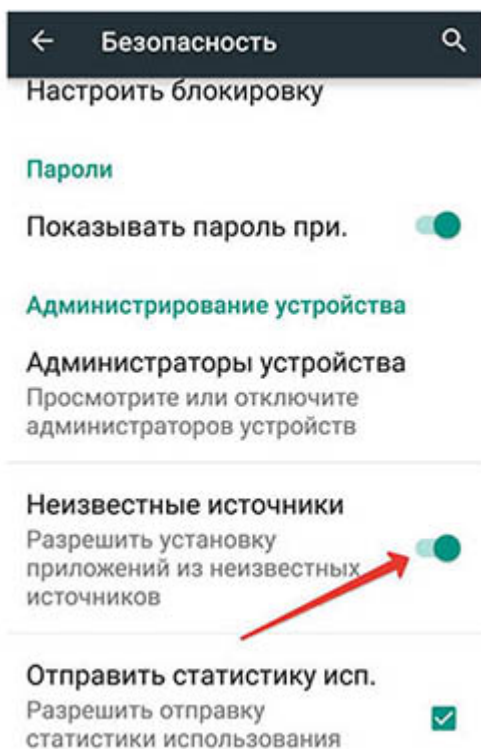 Безопасность
Настроить блокировку
Пароли
Показывать пароль при.
Администрирование устройства
Администраторы устройства
Просмотрите или отключите
администраторов устройств
Неизвестные источники
Разрешить установку
приложений из неизвестных
источников
Отправить статистику исп.
Разрешить отправку
статистики использования